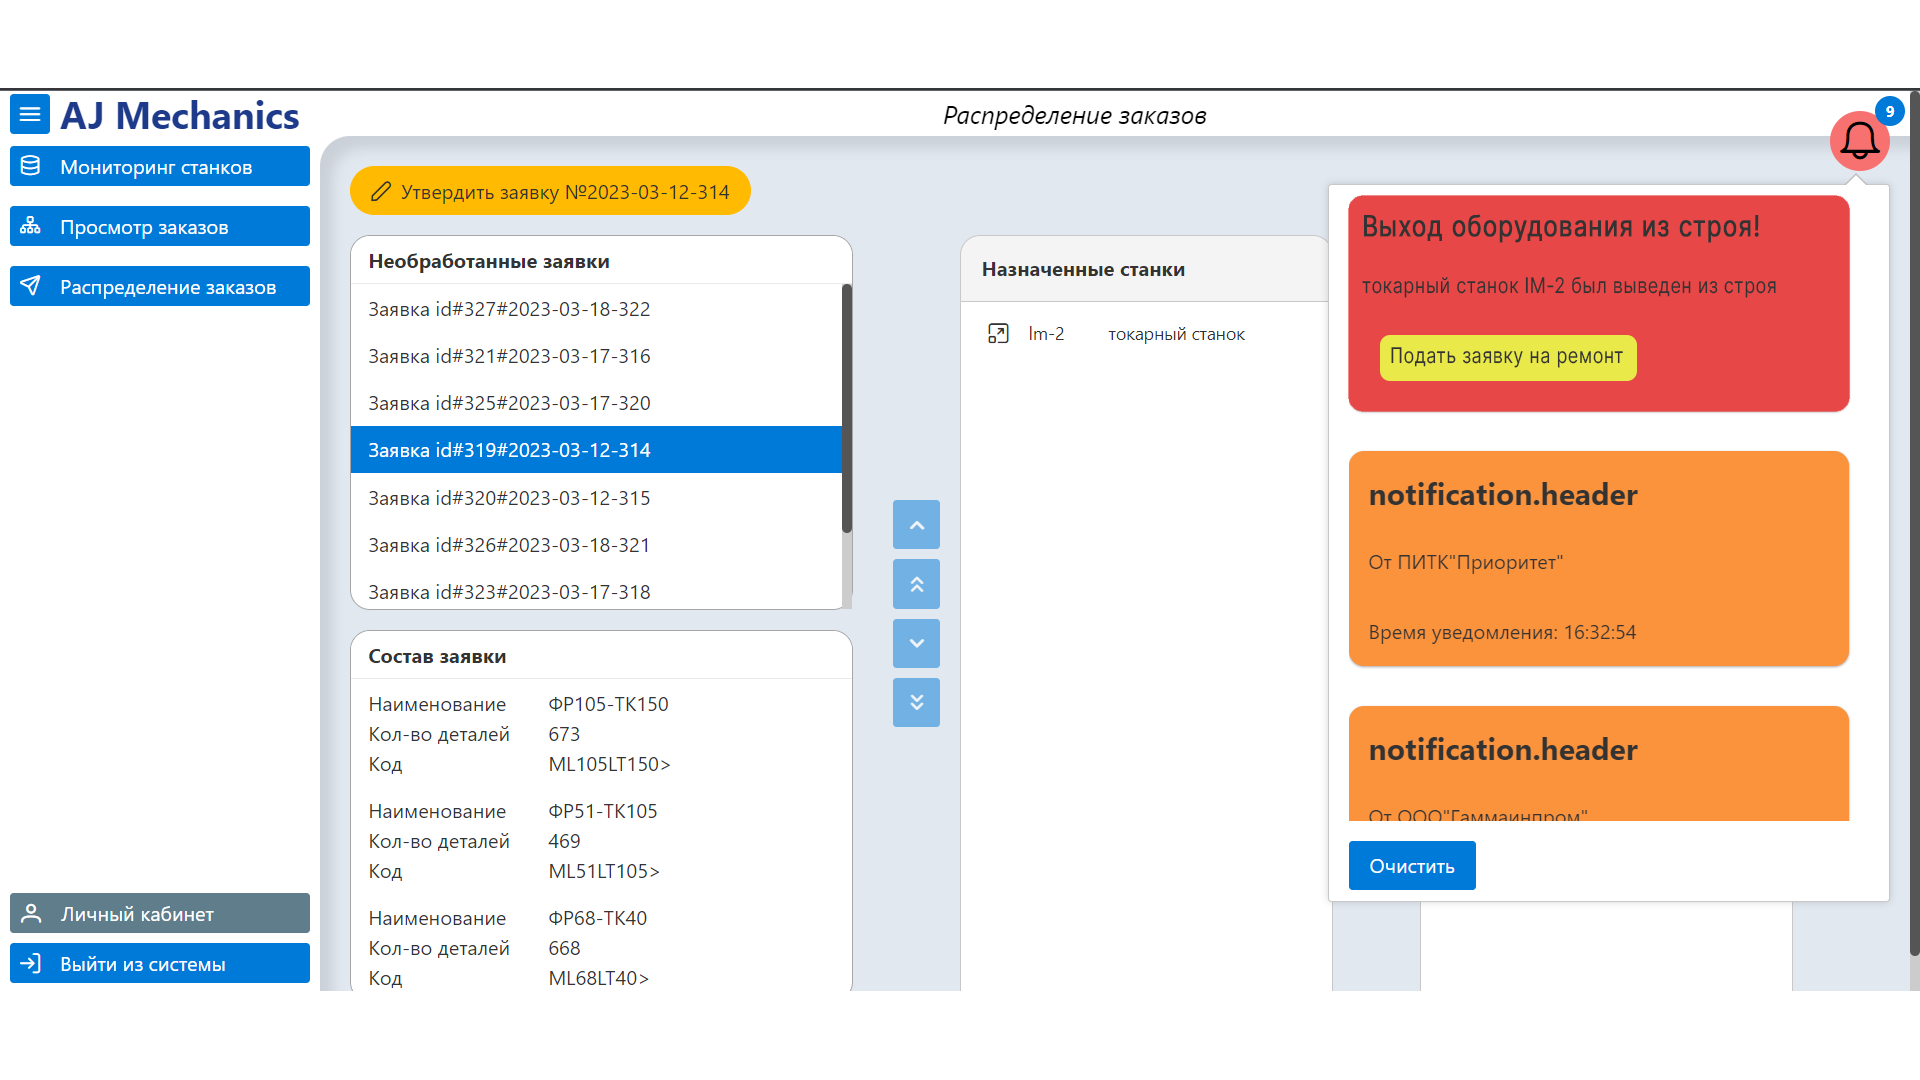 AJ Mechanics
Распределение заказов
9
Мониторинг станков
Просмотр заказов
Распределение заказов
Личный кабинет
Выйти из системы
Утвердить заявку №2023-03-12-314
Необработанные заявки
Заявка id#327#2023-03-18-322
Заявка id#321#2023-03-17-316
Заявка id#325#2023-03-17-320
Заявка id#319#2023-03-12-314
Заявка id#320#2023-03-12-315
Заявка id#326#2023-03-18-321
Заявка id#323#2023-03-17-318
Состав заявки
Наименование ФР105-ТК150
Кол-во деталей 673
Код ML105LT150>
Наименование ФР51-ТК105
Кол-во деталей 469
Код ML51LT105>
Наименование ФР68-ТК40
Кол-во деталей 668
Код ML68LT40>
Назначенные станки
lm-2 токарный станок
Выход оборудования из строя!
токарный станок IM-2 был выведен из строя
Подать заявку на ремонт
notification.header
От ПИТК"Приоритет"
Время уведомления: 16:32:54
notification.header
От ООО"Гаммаинпром"
Очистить